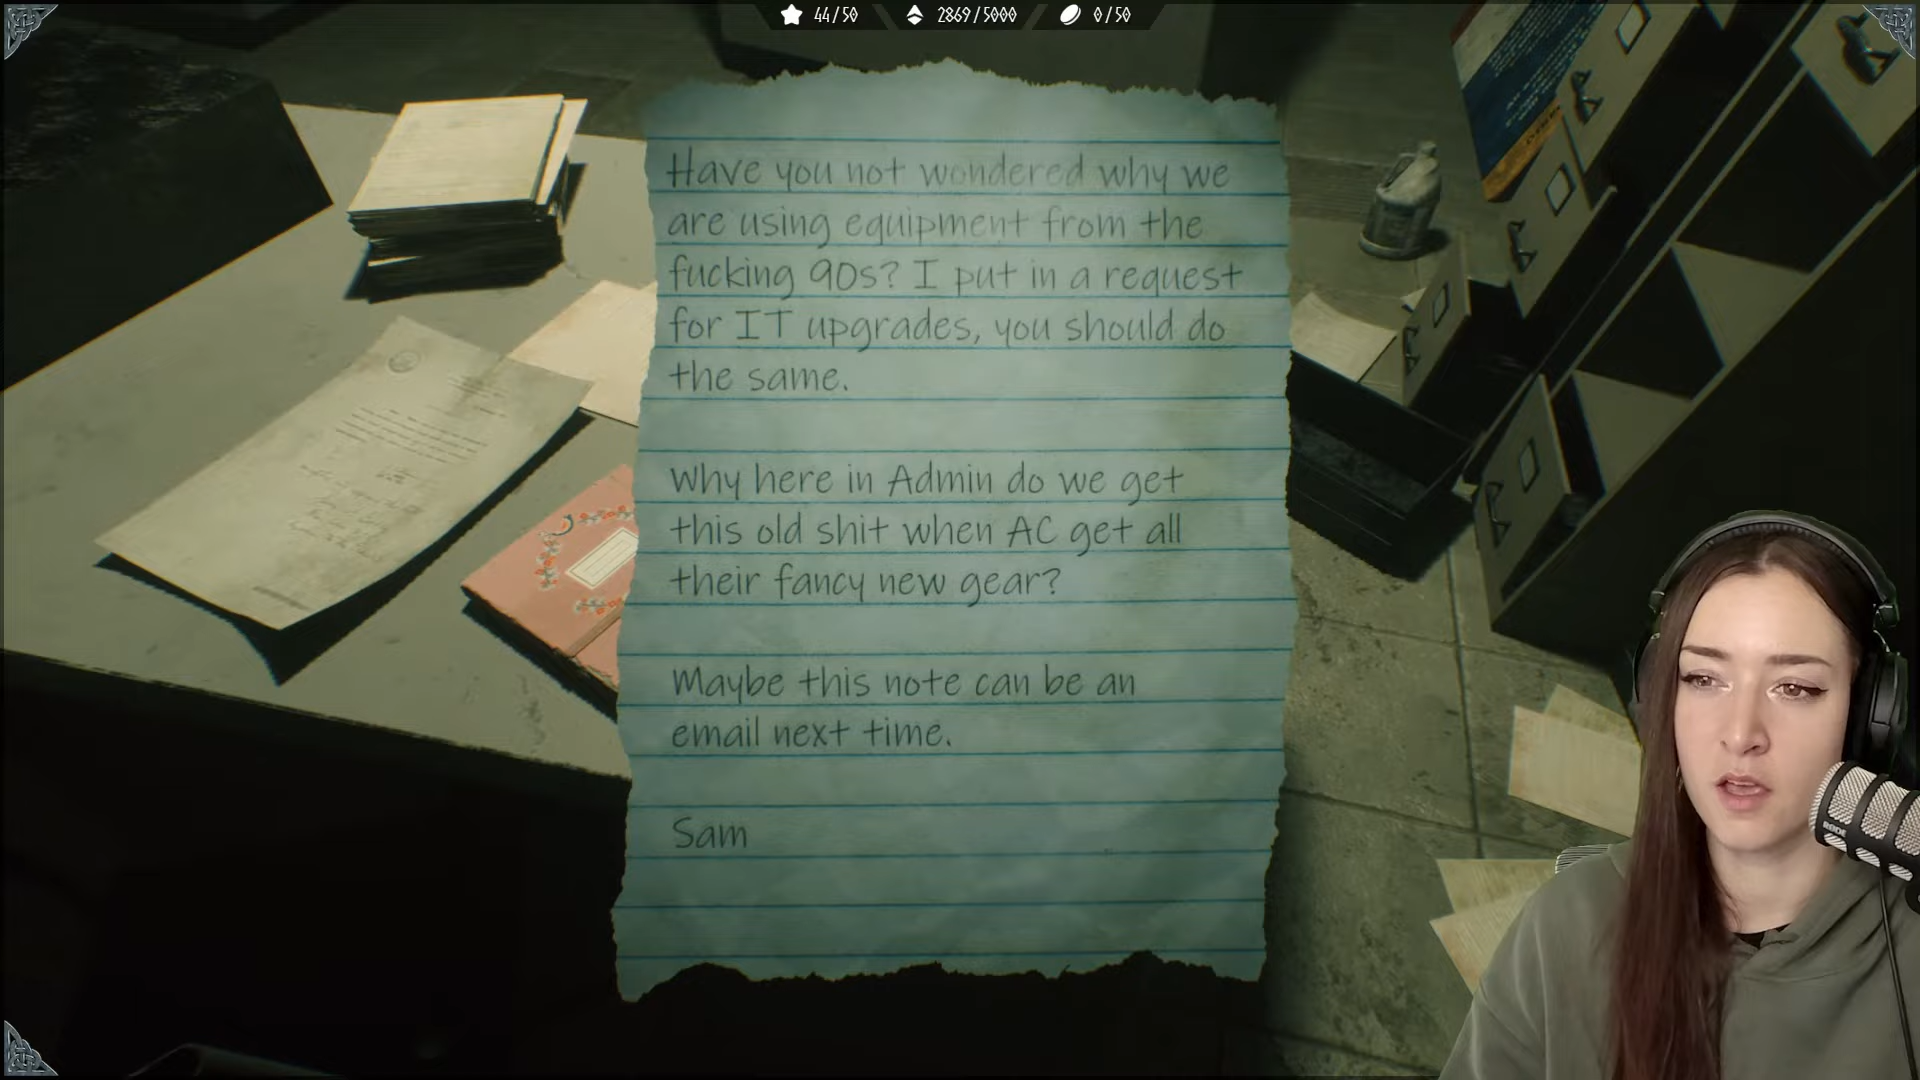 44/50 2869/5000 0/50
Have you not wondered why we
are using equipment from the
fucking 90s? I put in a request
for IT upgrades, you should do
the same.
Why here in Admin do we get
this old shit when AC get all
their fancy new gear?
Maybe this note can be an
email next time.
Sam
RODE